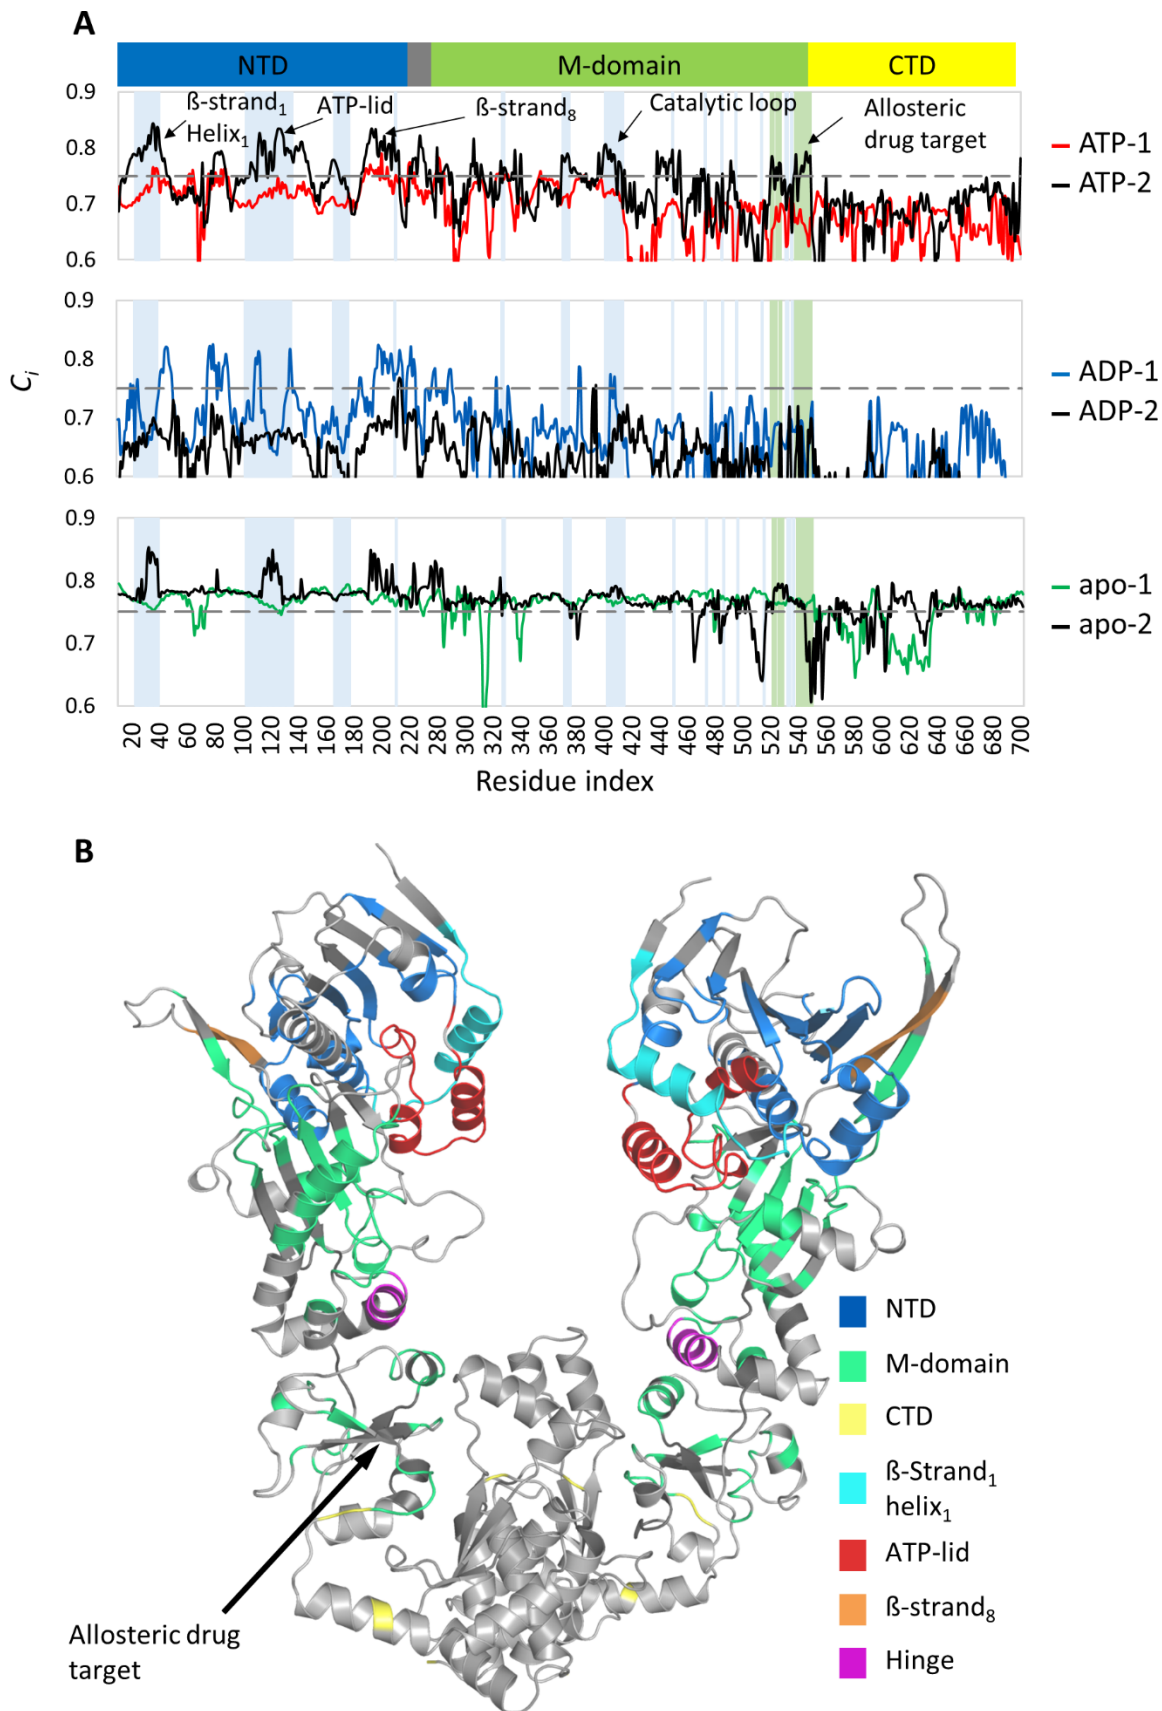 A
NTD M-domain CTD
0.9
0.8
0.7
0.6
ß-strand₁
Helix₁
ATP-lid
ß-strand₈
Catalytic loop
Allosteric
drug target
ATP-1
ATP-2
0.9
0.8
0.7
0.6
Cᵢ
ADP-1
ADP-2
0.9
0.8
0.7
0.6
apo-1
apo-2
20 40 60 80 100 120 140 160 180 200 220 280 300 320 340 360 380 400 420 440 460 480 500 520 540 560 580 600 620 640 660 680 700
Residue index
B
NTD
M-domain
CTD
ß-Strand₁
helix₁
ATP-lid
ß-strand₈
Hinge
Allosteric drug
target